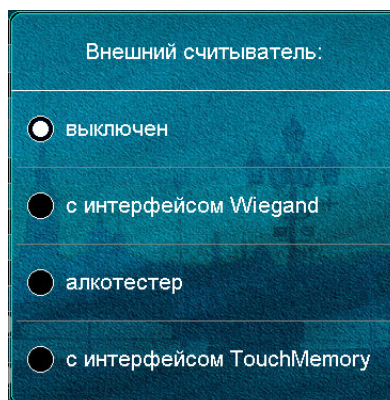 Внешний считыватель:
выключен
с интерфейсом Wiegand
алкотестер
с интерфейсом TouchMemory